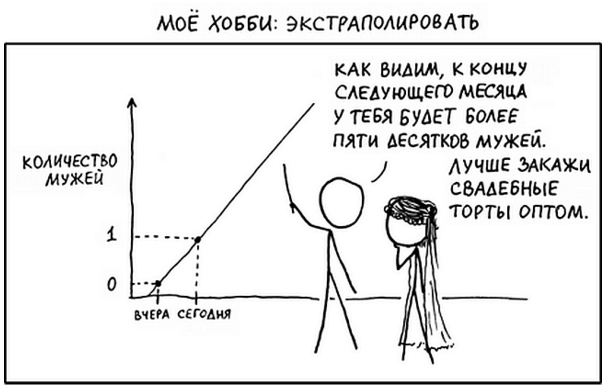 МОЁ ХОББИ: ЭКСТРАПОЛИРОВАТЬ
КАК ВИДИМ, К КОНЦУ
СЛЕДУЮЩЕГО МЕСЯЦА
У ТЕБЯ БУДЕТ БОЛЕЕ
ПЯТИ ДЕСЯТКОВ МУЖЕЙ.
ЛУЧШЕ ЗАКАЖИ
СВАДЕБНЫЕ
ТОРТЫ ОПТОМ.
КОЛИЧЕСТВО
МУЖЕЙ
1
0
ВЧЕРА СЕГОДНЯ